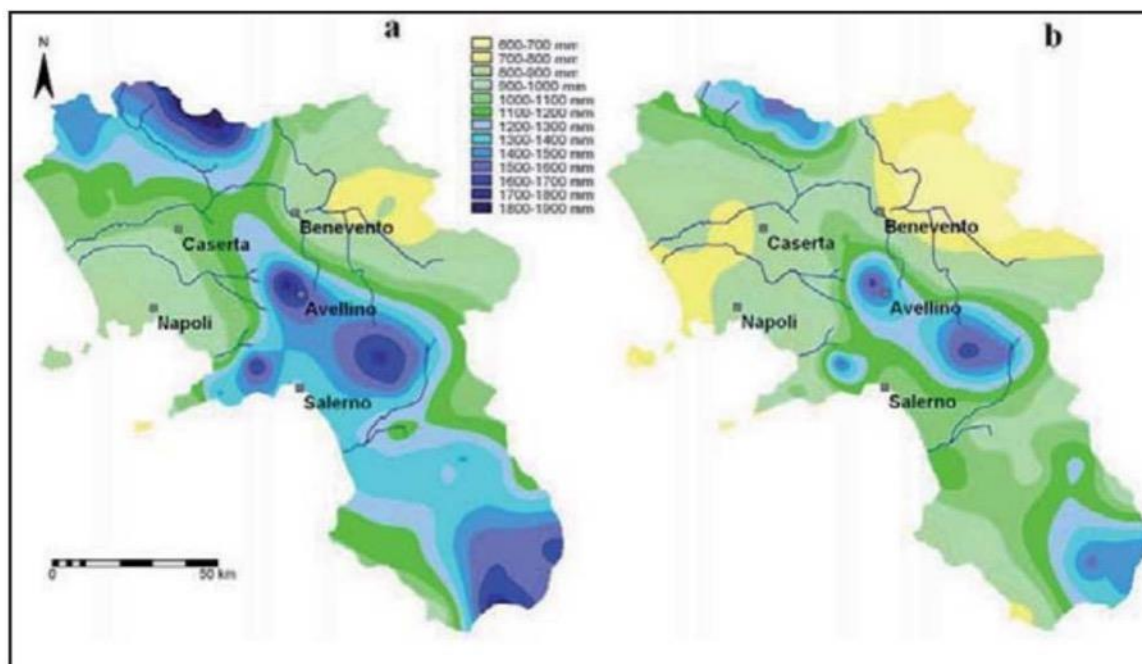 a
b
N
600-700 mm
700-800 mm
800-900 mm
900-1000 mm
1000-1100 mm
1100-1200 mm
1200-1300 mm
1300-1400 mm
1400-1500 mm
1500-1600 mm
1600-1700 mm
1700-1800 mm
1800-1900 mm
Benevento
Caserta
Avellino
Napoli
Salerno
0 50 km
Benevento
Caserta
Avellino
Napoli
Salerno